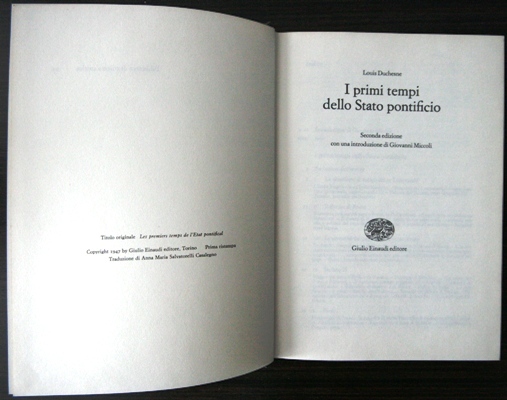 Titolo originale Les premiers temps de l'Etat pontifical
Copyright 1947 by Giulio Einaudi editore, Torino Prima ristampa
Traduzione di Anna Maria Salvatorelli Casalegno
Louis Duchesne
I primi tempi
dello Stato pontificio
Seconda edizione
con una introduzione di Giovanni Miccoli
Giulio Einaudi editore